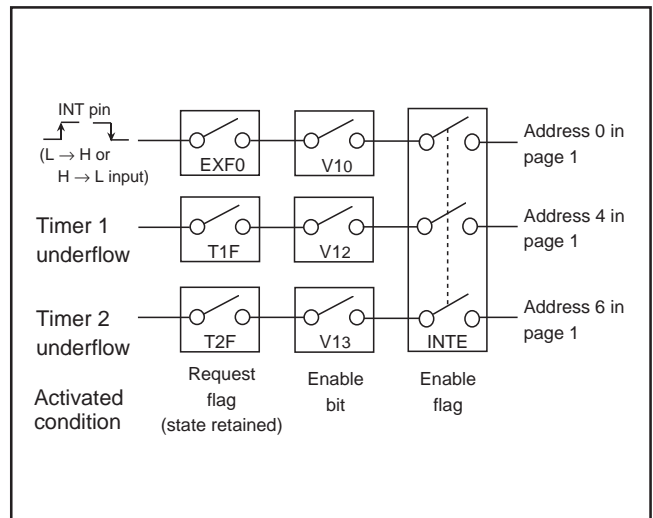 INT pin
(L → H or
H → L input)
EXF0
V10
Address 0 in
page 1
Timer 1
underflow
T1F
V12
Address 4 in
page 1
Timer 2
underflow
T2F
V13
INTE
Address 6 in
page 1
Activated
condition
Request
flag
(state retained)
Enable
bit
Enable
flag